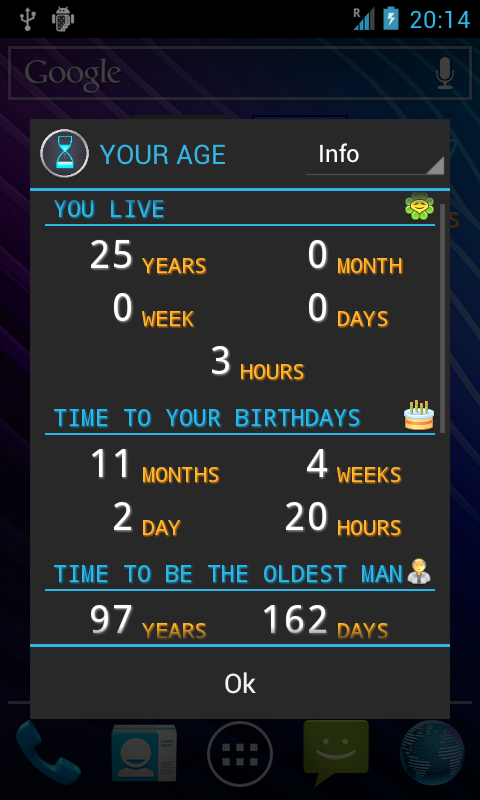 R 20:14
Google
YOUR AGE Info
YOU LIVE
25 YEARS 0 MONTH
0 WEEK 0 DAYS
3 HOURS
TIME TO YOUR BIRTHDAYS
11 MONTHS 4 WEEKS
2 DAY 20 HOURS
TIME TO BE THE OLDEST MAN
97 YEARS 162 DAYS
Ok